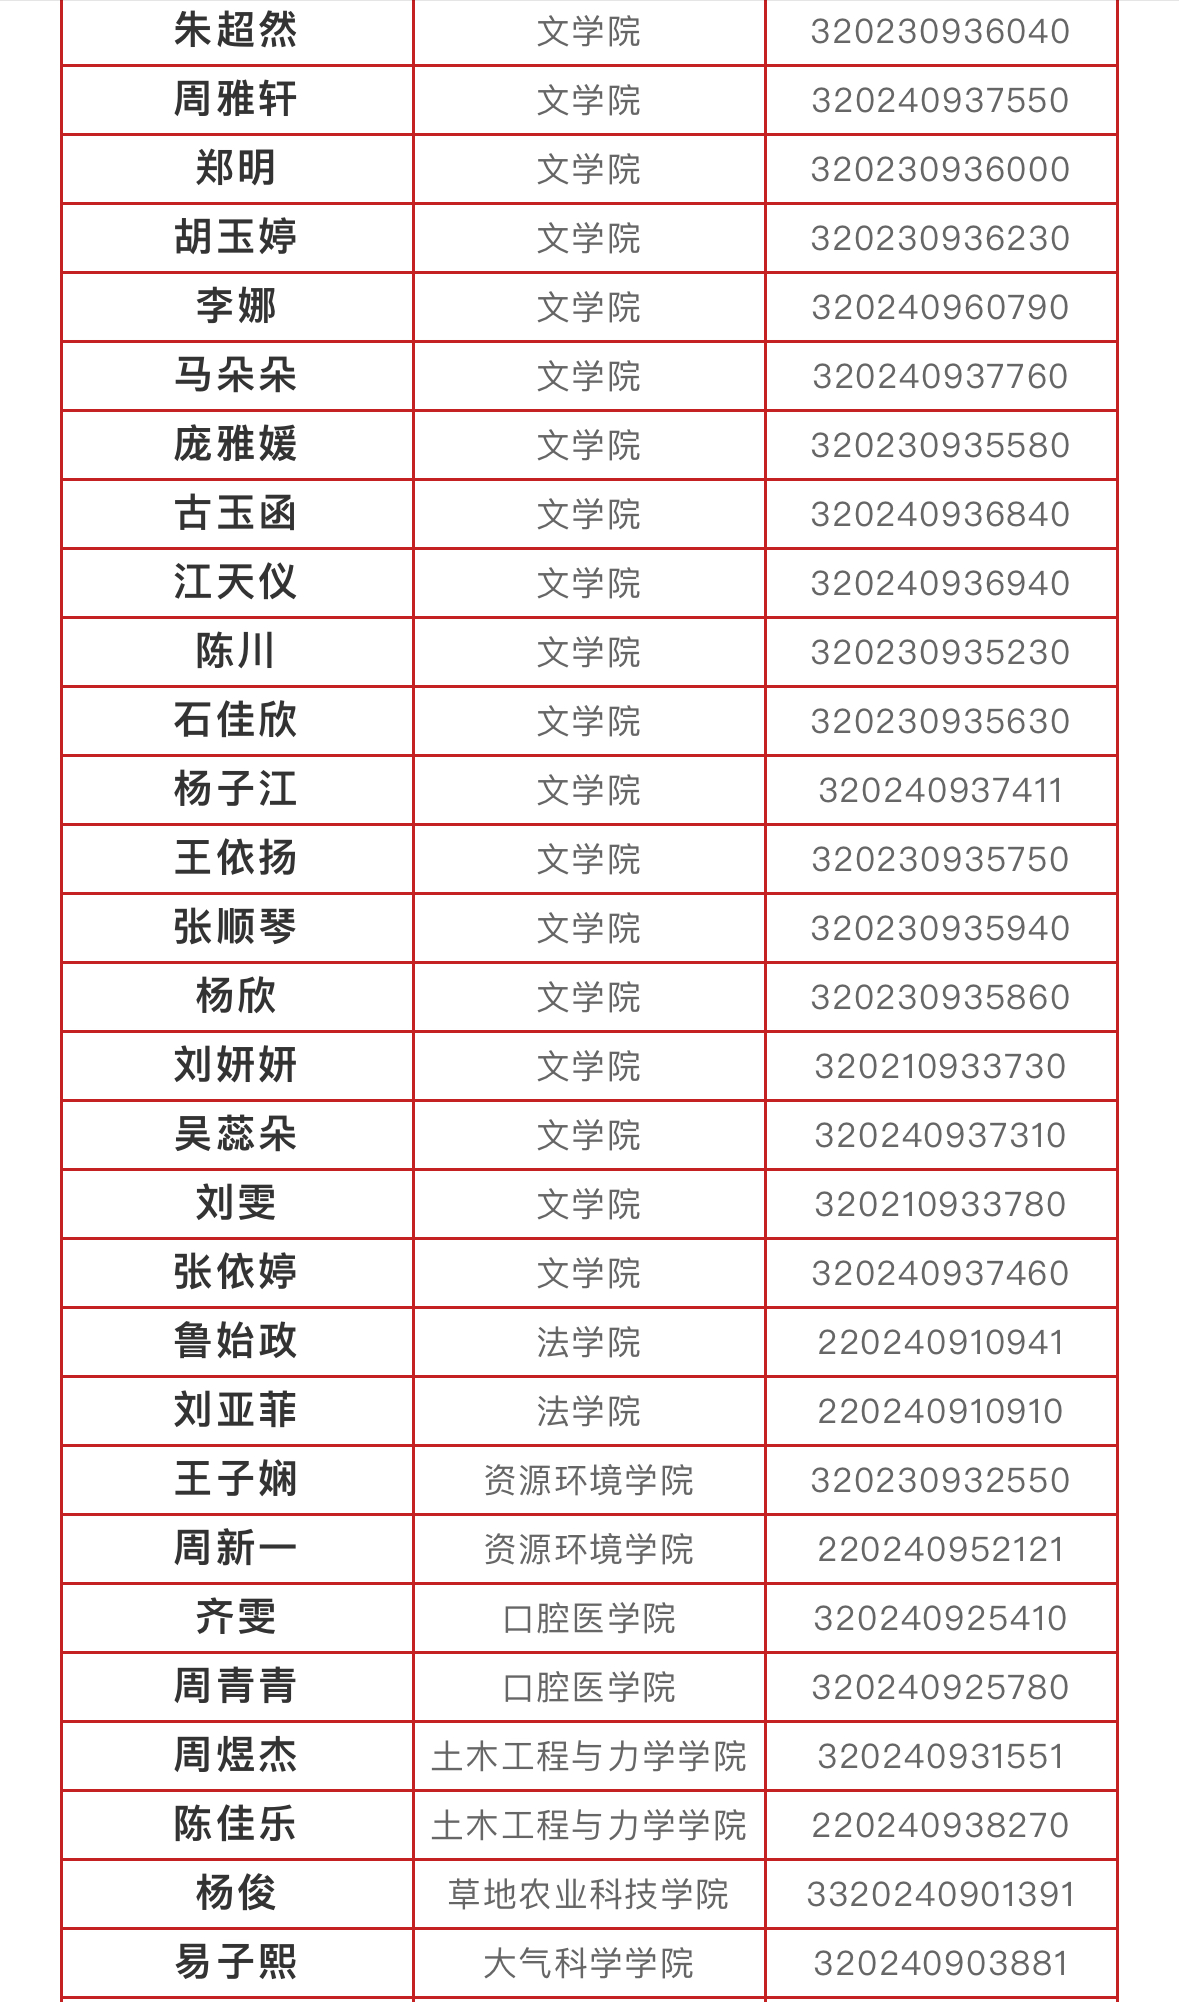 朱超然 文学院 320230936040
周雅轩 文学院 320240937550
郑明 文学院 320230936000
胡玉婷 文学院 320230936230
李娜 文学院 320240960790
马朵朵 文学院 320240937760
庞雅媛 文学院 320230935580
古玉函 文学院 320240936840
江天仪 文学院 320240936940
陈川 文学院 320230935230
石佳欣 文学院 320230935630
杨子江 文学院 320240937411
王依扬 文学院 320230935750
张顺琴 文学院 320230935940
杨欣 文学院 320230935860
刘妍妍 文学院 320210933730
吴蕊朵 文学院 320240937310
刘雯 文学院 320210933780
张依婷 文学院 320240937460
鲁始政 法学院 220240910941
刘亚菲 法学院 220240910910
王子娴 资源环境学院 320230932550
周新一 资源环境学院 220240952121
齐雯 口腔医学院 320240925410
周青青 口腔医学院 320240925780
周煜杰 土木工程与力学学院 320240931551
陈佳乐 土木工程与力学学院 220240938270
杨俊 草地农业科技学院 3320240901391
易子熙 大气科学学院 320240903881